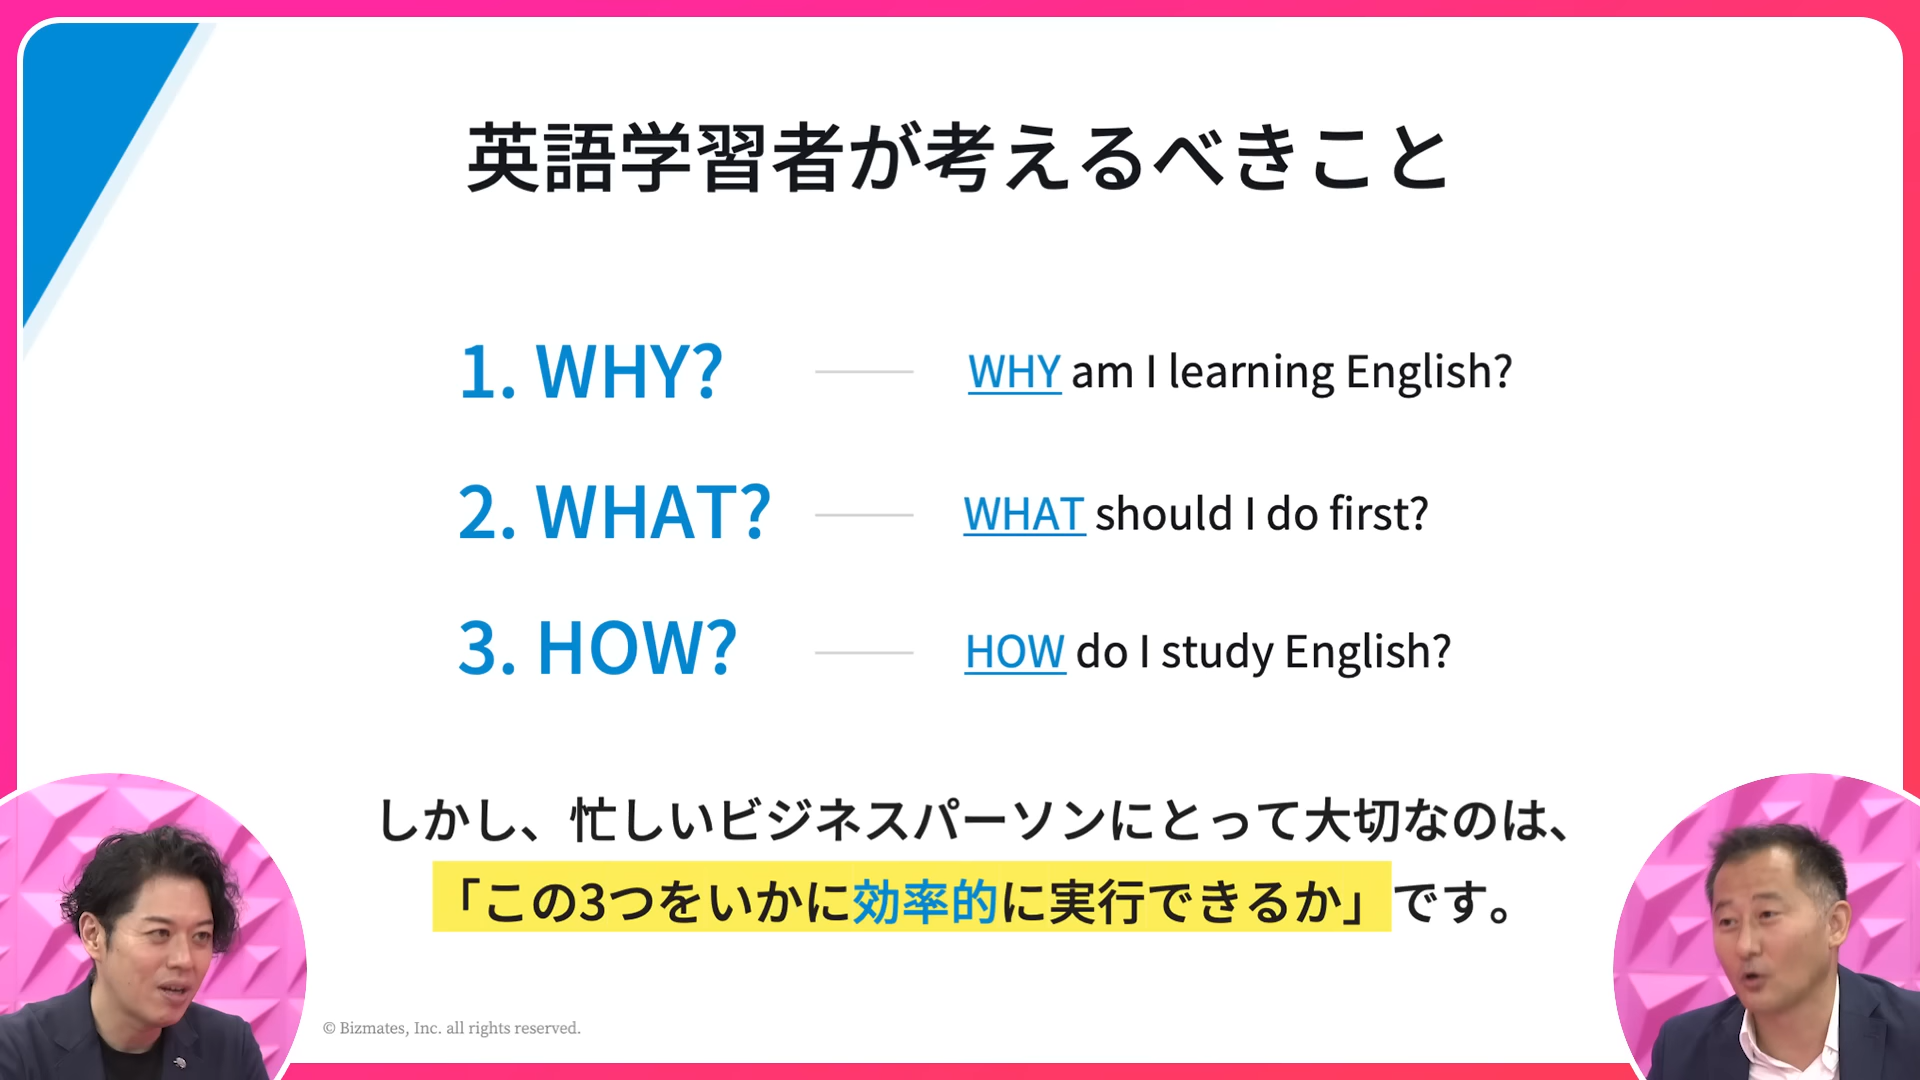 英語学習者が考えるべきこと
1. WHY?
WHY am I learning English?
2. WHAT?
WHAT should I do first?
3. HOW?
HOW do I study English?
しかし、忙しいビジネスパーソンにとって大切なのは、
「この3つをいかに効率的に実行できるか」です。
© Bizmates, Inc. all rights reserved.